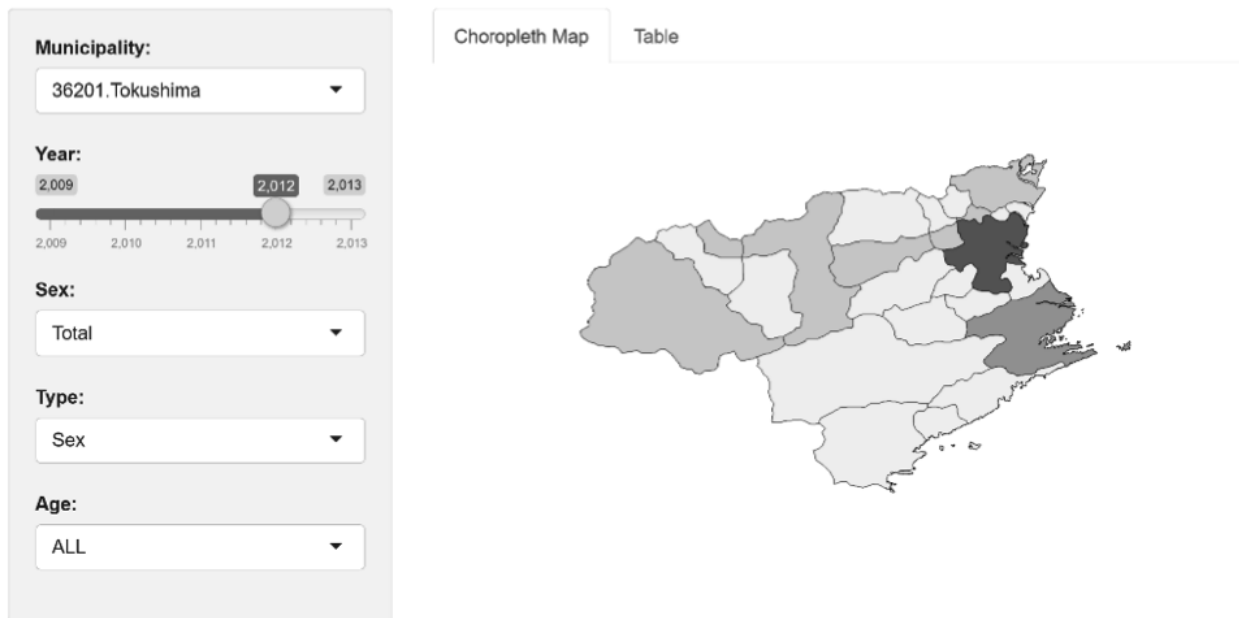 Municipality:
36201.Tokushima
Year:
2,009 2,012 2,013
2,009 2,010 2,011 2,012 2,013
Sex:
Total
Type:
Sex
Age:
ALL
Choropleth Map Table